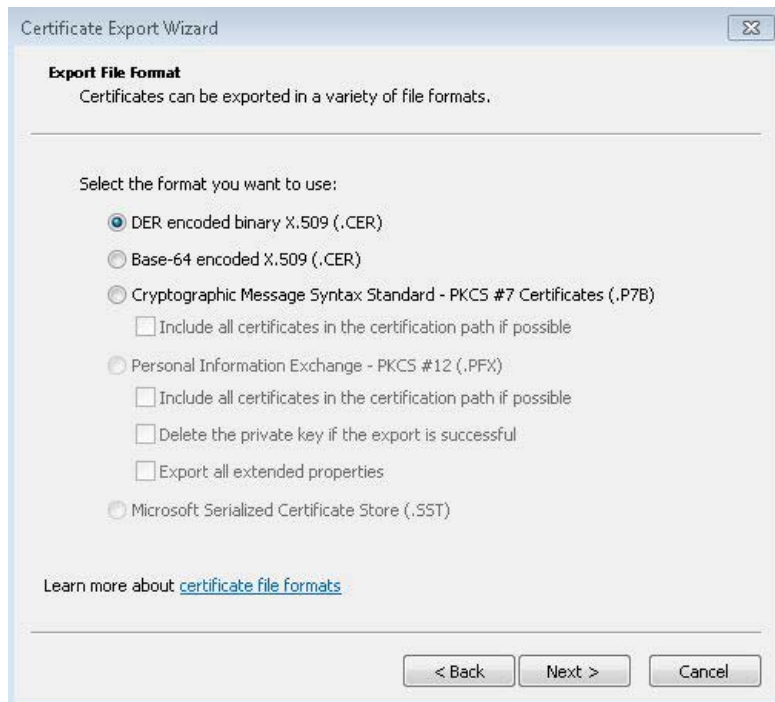 Certificate Export Wizard
Export File Format
Certificates can be exported in a variety of file formats.
Select the format you want to use:
DER encoded binary X.509 (.CER)
Base-64 encoded X.509 (.CER)
Cryptographic Message Syntax Standard - PKCS #7 Certificates (.P7B)
Include all certificates in the certification path if possible
Personal Information Exchange - PKCS #12 (.PFX)
Include all certificates in the certification path if possible
Delete the private key if the export is successful
Export all extended properties
Microsoft Serialized Certificate Store (.SST)
Learn more about certificate file formats
< Back Next > Cancel